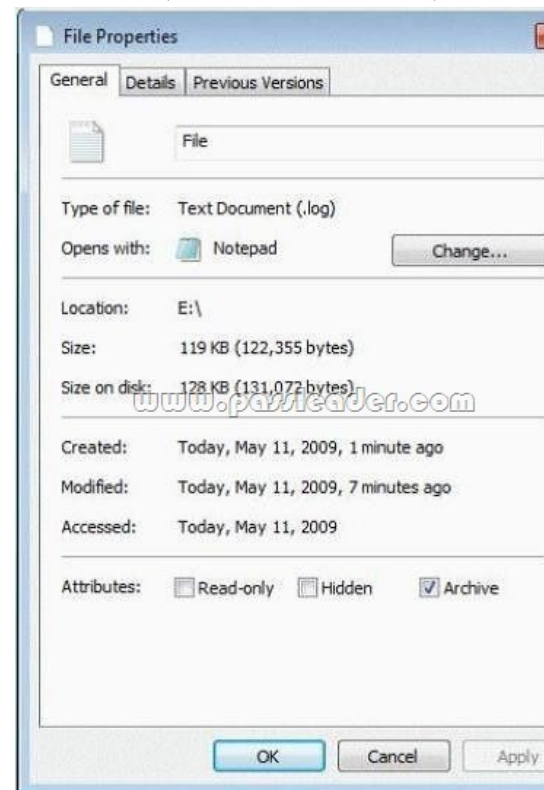 File Properties
General Details Previous Versions
File
Type of file: Text Document (.log)
Opens with: Notepad Change...
Location: E:\
Size: 119 KB (122,355 bytes)
Size on disk: 128 KB (131,072 bytes)
www.passleader.com
Created: Today, May 11, 2009, 1 minute ago
Modified: Today, May 11, 2009, 7 minutes ago
Accessed: Today, May 11, 2009
Attributes: Read-only Hidden Archive
OK Cancel Apply